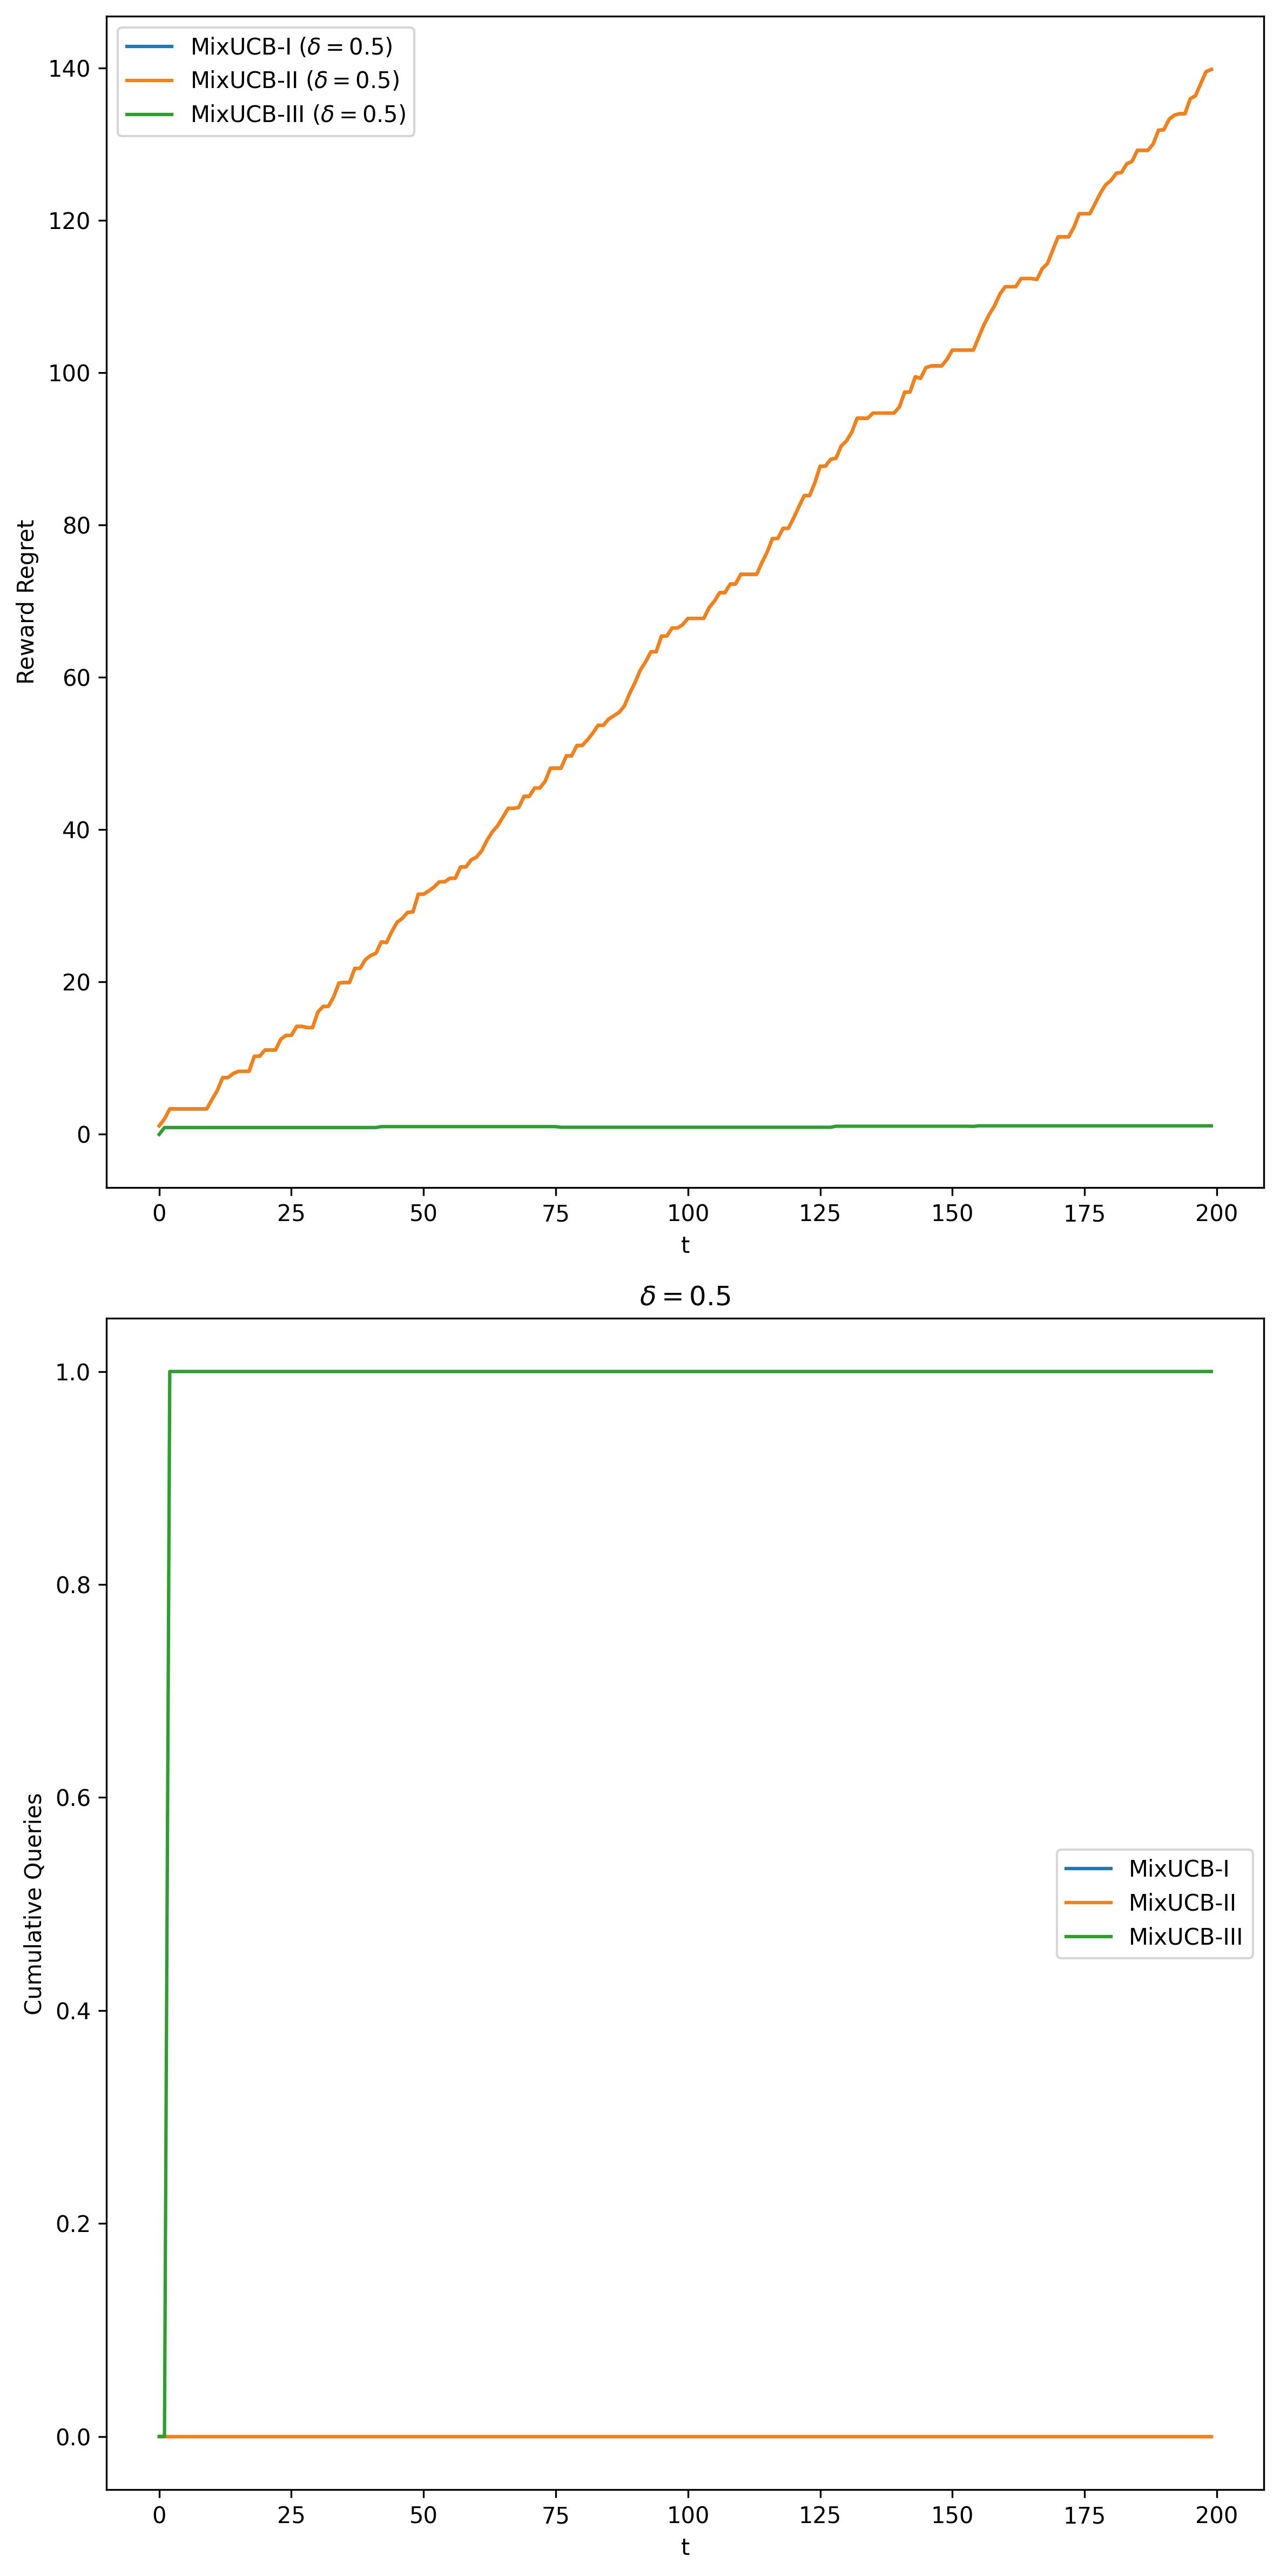 MixUCB-I (δ = 0.5)
MixUCB-II (δ = 0.5)
MixUCB-III (δ = 0.5)
140
120
100
80
60
40
20
0
Reward Regret
0 25 50 75 100 125 150 175 200
t
δ = 0.5
1.0
0.8
0.6
0.4
0.2
0.0
Cumulative Queries
MixUCB-I
MixUCB-II
MixUCB-III
0 25 50 75 100 125 150 175 200
t